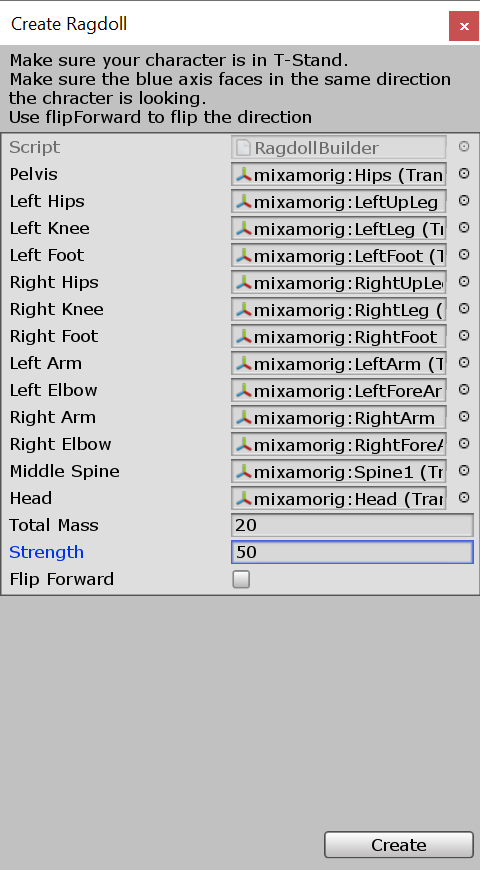 Create Ragdoll
Make sure your character is in T-Stand.
Make sure the blue axis faces in the same direction
the chracter is looking.
Use flipForward to flip the direction
Script RagdollBuilder
Pelvis mixamorig:Hips (Tran
Left Hips mixamorig:LeftUpLeg
Left Knee mixamorig:LeftLeg (Tr
Left Foot mixamorig:LeftFoot (T
Right Hips mixamorig:RightUpLe
Right Knee mixamorig:RightLeg (
Right Foot mixamorig:RightFoot
Left Arm mixamorig:LeftArm (T
Left Elbow mixamorig:LeftForeAr
Right Arm mixamorig:RightArm
Right Elbow mixamorig:RightForeA
Middle Spine mixamorig:Spine1 (Tr
Head mixamorig:Head (Tran
Total Mass 20
Strength 50
Flip Forward
Create